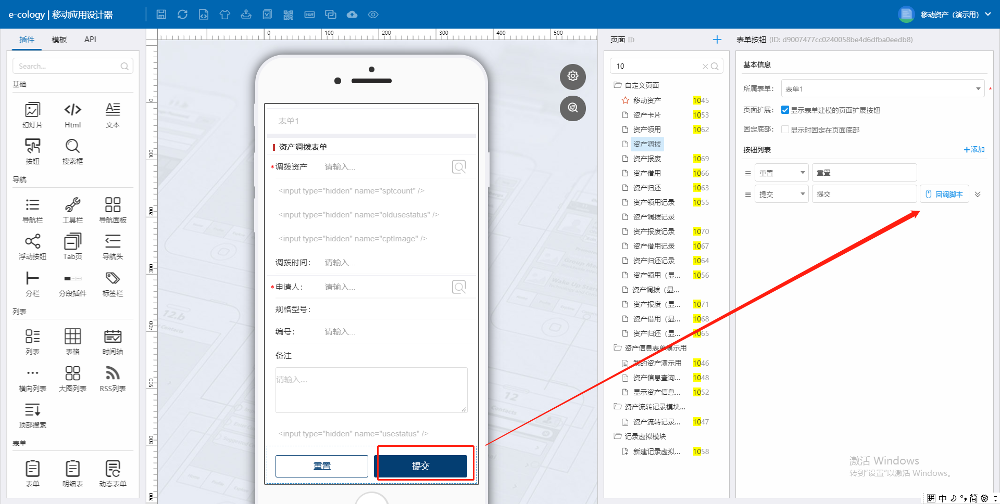 e-cology | 移动应用设计器
移动资产（演示用）
插件 模板 API
Search...
基础
幻灯片 Html 文本
按钮 搜索框
导航
导航栏 工具栏 导航面板
浮动按钮 Tab页 导航头
分栏 分段插件 标签栏
列表
列表 表格 时间轴
横向列表 大图列表 RSS列表
顶部搜索
表单
表单 明细表 动态表单
0 100 200 300 400 500
0
100
200
300
400
500
600
700
表单1
资产调拨表单
*调拨资产 请输入...
<input type="hidden" name="sptcount" />
<input type="hidden" name="oldusestatus" />
<input type="hidden" name="cptImage" />
调拨时间： 请输入...
*申请人： 请输入...
规格型号：
编号： 请输入...
备注
请输入...
<input type="hidden" name="usestatus" />
重置 提交
页面 ID
10
自定义页面
移动资产 1045
资产卡片 1053
资产领用 1062
资产调拨
资产报废 1069
资产借用 1066
资产归还 1063
资产领用记录 1055
资产调拨记录
资产报废记录 1070
资产借用记录 1067
资产归还记录 1064
资产领用（显... 1056
资产调拨（显...
资产报废（显... 1071
资产借用（显... 1068
资产归还（显... 1065
资产信息表单演示用
我的资产演示用 1046
资产信息查询... 1048
显示资产信息... 1052
资产流转记录模块...
资产流转记录... 1047
记录虚拟模块
新建记录虚拟... 1058
表单按钮 (ID: d9007477cc0240058be4d6dfba0eedb8)
基本信息
所属表单： 表单1 *
页面扩展： 显示表单建模的页面扩展按钮
固定底部： 显示时固定在页面底部
按钮列表 +添加
重置 重置
提交 提交 回调脚本
激活 Windows
转到"设置"以激活 Windows。
拼 中 简